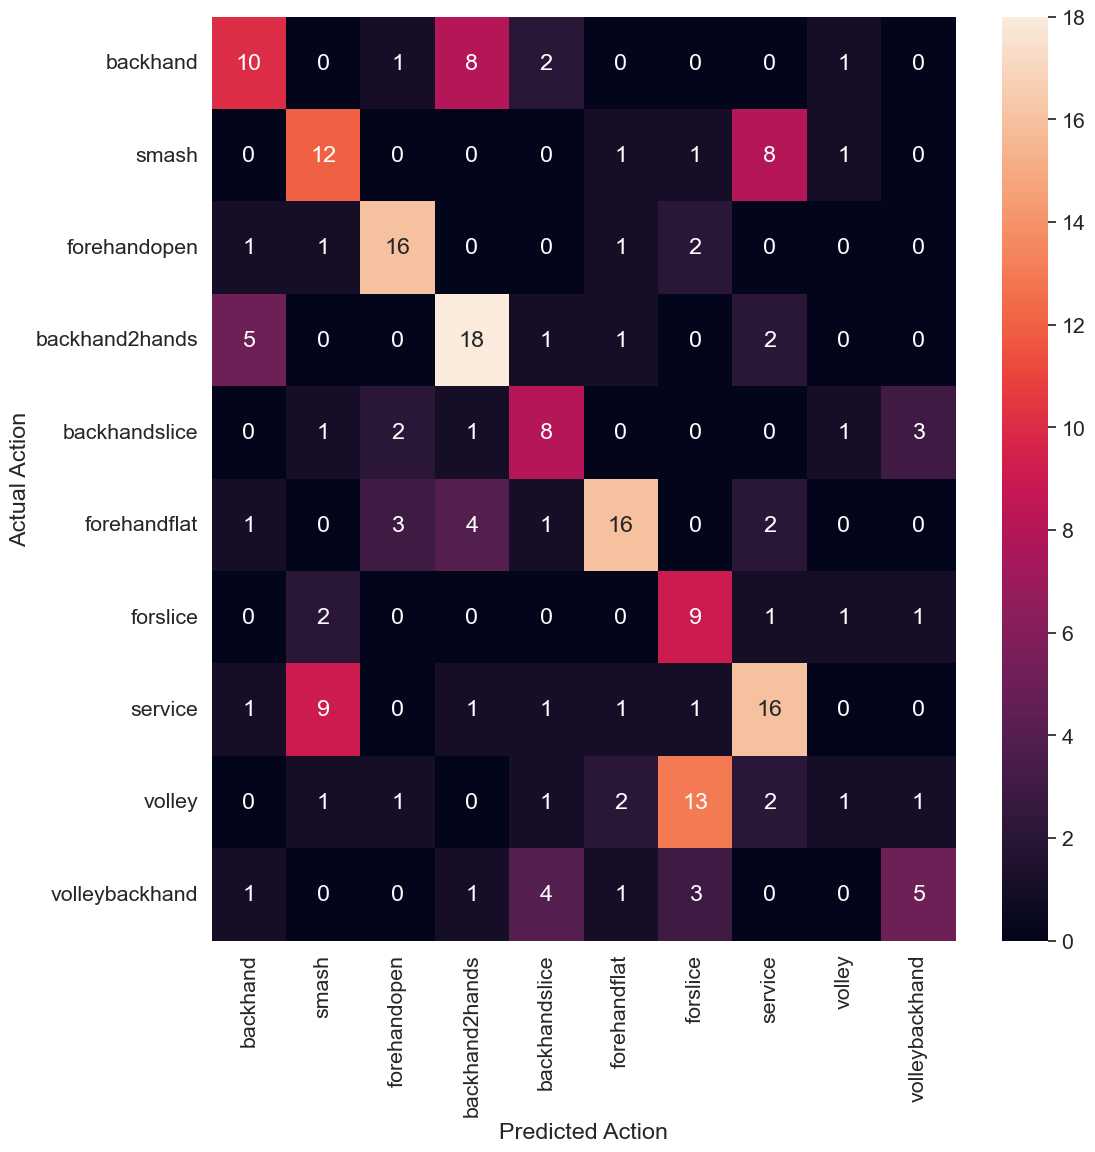 backhand 10 0 1 8 2 0 0 0 1 0
smash 0 12 0 0 0 1 1 8 1 0
forehandopen 1 1 16 0 0 1 2 0 0 0
backhand2hands 5 0 0 18 1 1 0 2 0 0
backhandslice 0 1 2 1 8 0 0 0 1 3
forehandflat 1 0 3 4 1 16 0 2 0 0
forslice 0 2 0 0 0 0 9 1 1 1
service 1 9 0 1 1 1 1 16 0 0
volley 0 1 1 0 1 2 13 2 1 1
volleybackhand 1 0 0 1 4 1 3 0 0 5
backhand smash forehandopen backhand2hands backhandslice forehandflat forslice service volley volleybackhand
Predicted Action
Actual Action
18
16
14
12
10
8
6
4
2
0